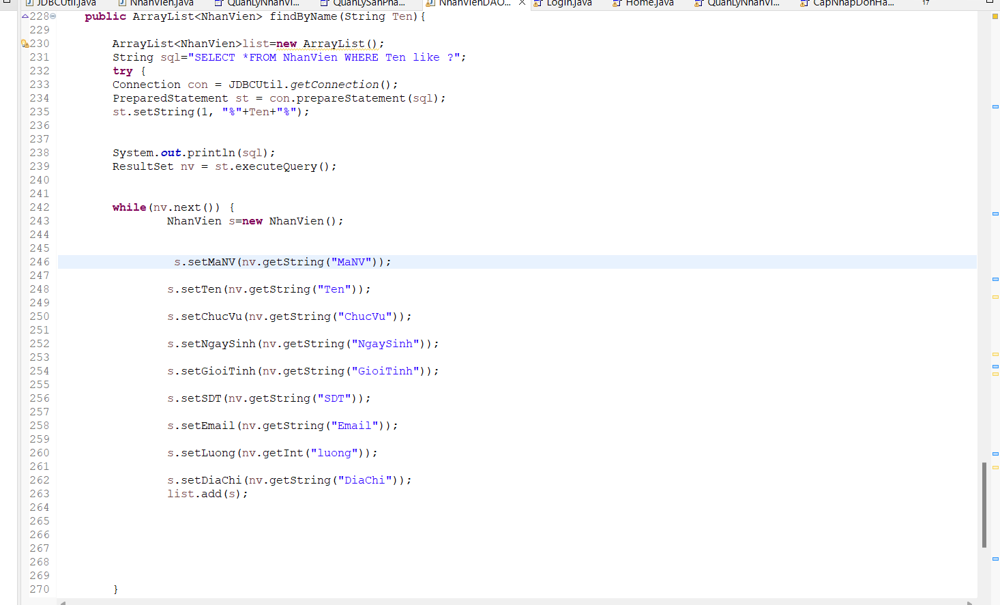 JDBCUtil.java NhanVien.java QuanLyNhanVi... QuanLySanPha... NhanVienDAO... Login.java Home.java QuanLyNhanVi... CapNhapDonHa... 17
228 public ArrayList<NhanVien> findByName(String Ten){
229
230 ArrayList<NhanVien>list=new ArrayList();
231 String sql="SELECT *FROM NhanVien WHERE Ten like ?";
232 try {
233 Connection con = JDBCUtil.getConnection();
234 PreparedStatement st = con.prepareStatement(sql);
235 st.setString(1, "%"+Ten+"%");
236
237
238 System.out.println(sql);
239 ResultSet nv = st.executeQuery();
240
241
242 while(nv.next()) {
243 NhanVien s=new NhanVien();
244
245
246 s.setMaNV(nv.getString("MaNV"));
247
248 s.setTen(nv.getString("Ten"));
249
250 s.setChucVu(nv.getString("ChucVu"));
251
252 s.setNgaySinh(nv.getString("NgaySinh"));
253
254 s.setGioiTinh(nv.getString("GioiTinh"));
255
256 s.setSDT(nv.getString("SDT"));
257
258 s.setEmail(nv.getString("Email"));
259
260 s.setLuong(nv.getInt("luong"));
261
262 s.setDiaChi(nv.getString("DiaChi"));
263 list.add(s);
264
265
266
267
268
269
270 }